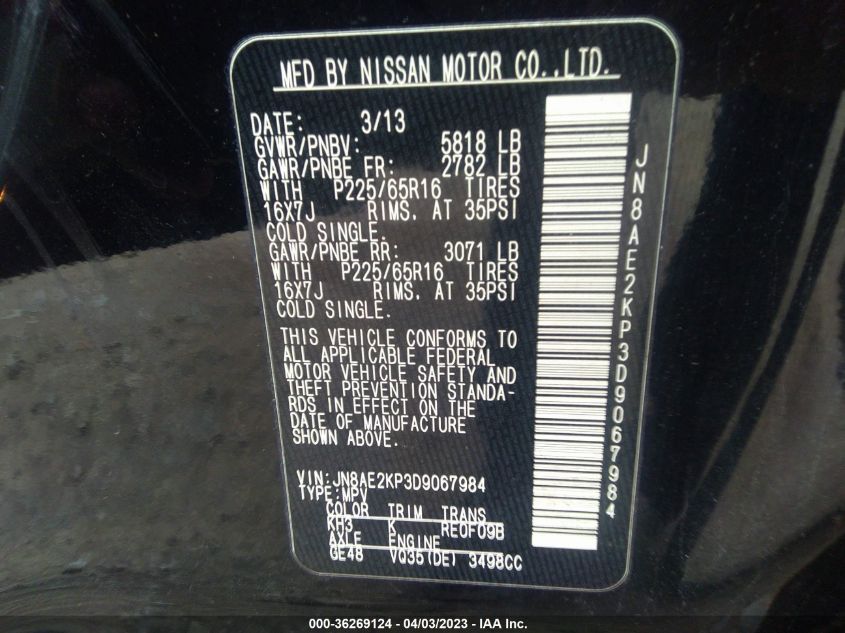 MFD BY NISSAN MOTOR CO.,LTD.
DATE: 3/13
GVWR/PNBV: 5818 LB
GAWR/PNBE FR: 2782 LB
WITH P225/65R16 TIRES
16X7J RIMS. AT 35PSI
COLD SINGLE.
GAWR/PNBE RR: 3071 LB
WITH P225/65R16 TIRES
16X7J RIMS. AT 35PSI
COLD SINGLE.
THIS VEHICLE CONFORMS TO
ALL APPLICABLE FEDERAL
MOTOR VEHICLE SAFETY AND
THEFT PREVENTION STANDA-
RDS IN EFFECT ON THE
DATE OF MANUFACTURE
SHOWN ABOVE.
VIN:JN8AE2KP3D9067984
TYPE:MPV
COLOR TRIM TRANS
KH3 K RE0F09B
AXLE ENGINE
GE48 VQ35(DE) 3498CC
JN8AE2KP3D9067984
000-36269124 - 04/03/2023 - IAA Inc.